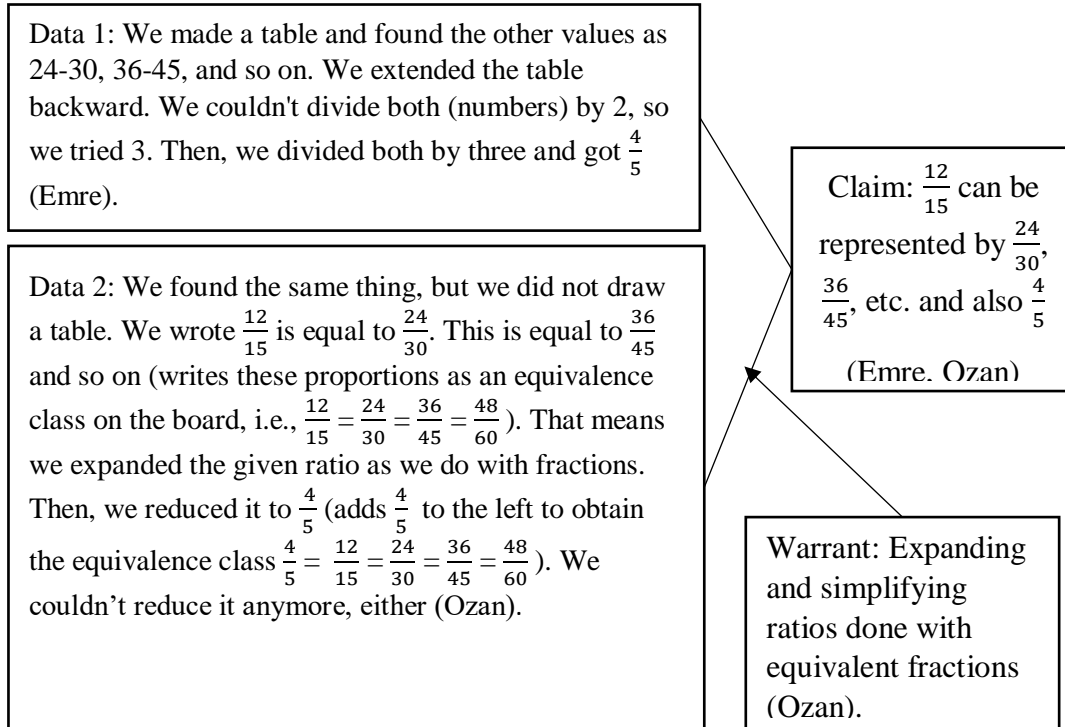 Data 1: We made a table and found the other values as
24-30, 36-45, and so on. We extended the table
backward. We couldn't divide both (numbers) by 2, so
we tried 3. Then, we divided both by three and got 4/5
(Emre).
Data 2: We found the same thing, but we did not draw
a table. We wrote 12/15 is equal to 24/30. This is equal to 36/45
and so on (writes these proportions as an equivalence
class on the board, i.e., 12/15 = 24/30 = 36/45 = 48/60 ). That means
we expanded the given ratio as we do with fractions.
Then, we reduced it to 4/5 (adds 4/5 to the left to obtain
the equivalence class 4/5 = 12/15 = 24/30 = 36/45 = 48/60 ). We
couldn’t reduce it anymore, either (Ozan).
Claim: 12/15 can be
represented by 24/30,
36/45, etc. and also 4/5
(Emre, Ozan)
Warrant: Expanding
and simplifying
ratios done with
equivalent fractions
(Ozan).